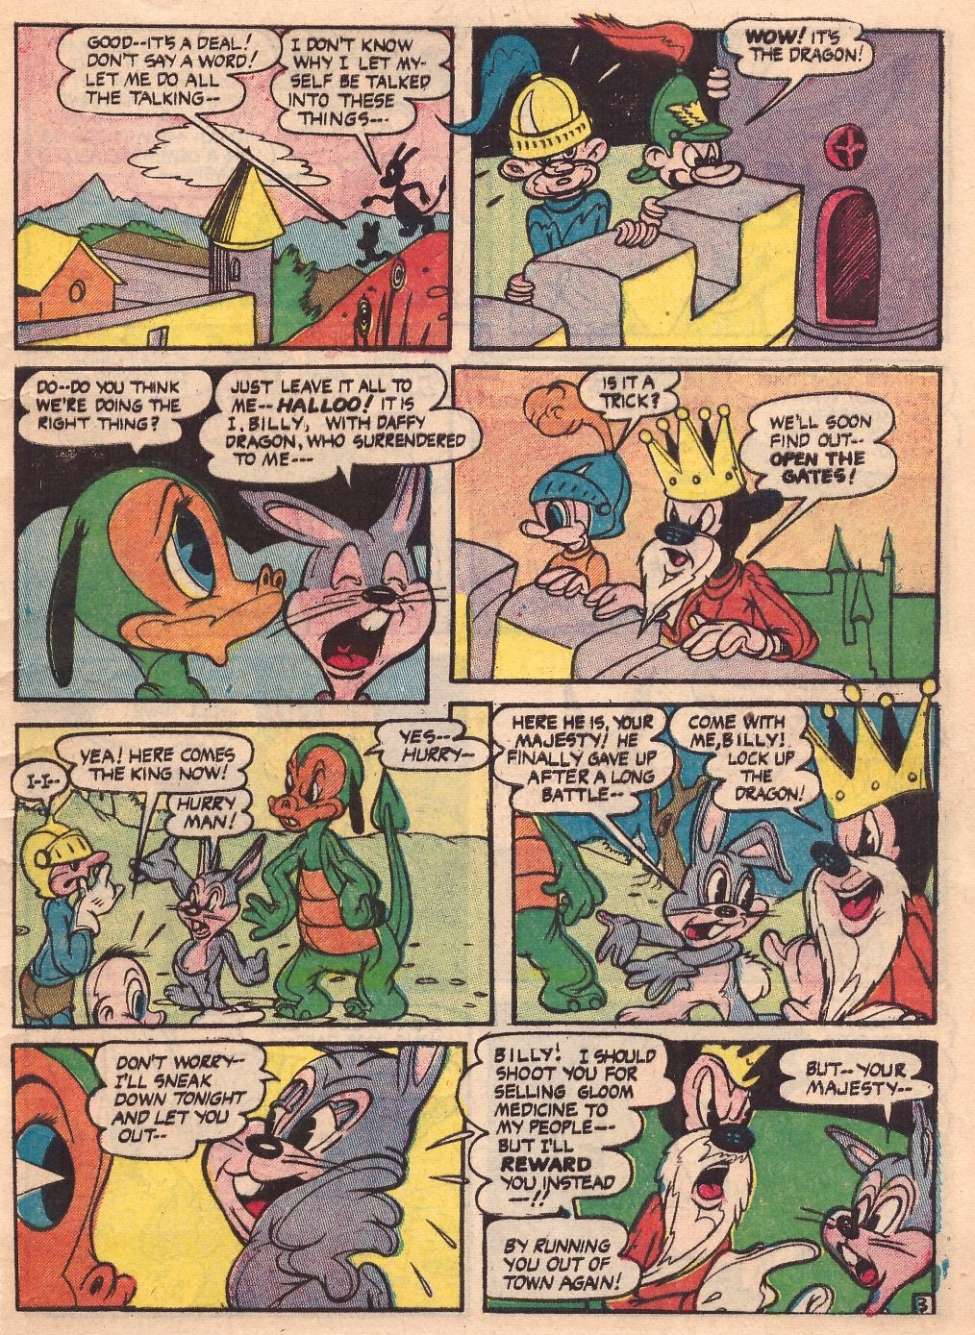 GOOD--IT'S A DEAL!
DON'T SAY A WORD!
LET ME DO ALL
THE TALKING--
I DON'T KNOW
WHY I LET MY-
SELF BE TALKED
INTO THESE
THINGS---
WOW! IT'S
THE DRAGON!
DO--DO YOU THINK
WE'RE DOING THE
RIGHT THING?
JUST LEAVE IT ALL TO
ME--HALLOO! IT IS
I, BILLY, WITH DAFFY
DRAGON, WHO SURRENDERED
TO ME---
IS IT A
TRICK?
WE'LL SOON
FIND OUT--
OPEN THE
GATES!
I-I--
YEA! HERE COMES
THE KING NOW!
HURRY
MAN!
YES--
HURRY--
HERE HE IS, YOUR
MAJESTY! HE
FINALLY GAVE UP
AFTER A LONG
BATTLE--
COME WITH
ME, BILLY!
LOCK UP
THE
DRAGON!
DON'T WORRY--
I'LL SNEAK
DOWN TONIGHT
AND LET YOU
OUT--
BILLY! I SHOULD
SHOOT YOU FOR
SELLING GLOOM
MEDICINE TO
MY PEOPLE---
BUT I'LL
REWARD
YOU INSTEAD
--!!
BY RUNNING
YOU OUT OF
TOWN AGAIN!
BUT--YOUR
MAJESTY--
3